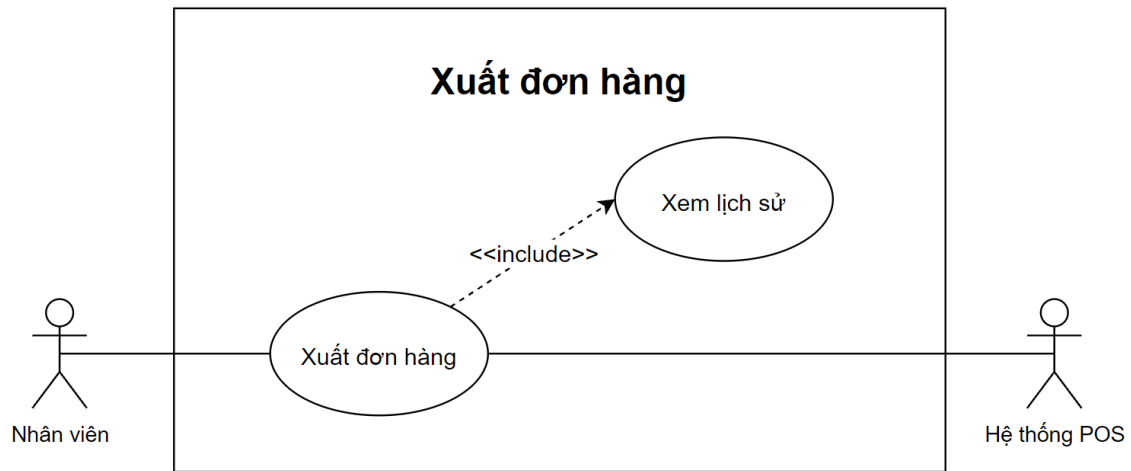 Xuất đơn hàng
Xem lịch sử
<<include>>
Xuất đơn hàng
Nhân viên
Hệ thống POS